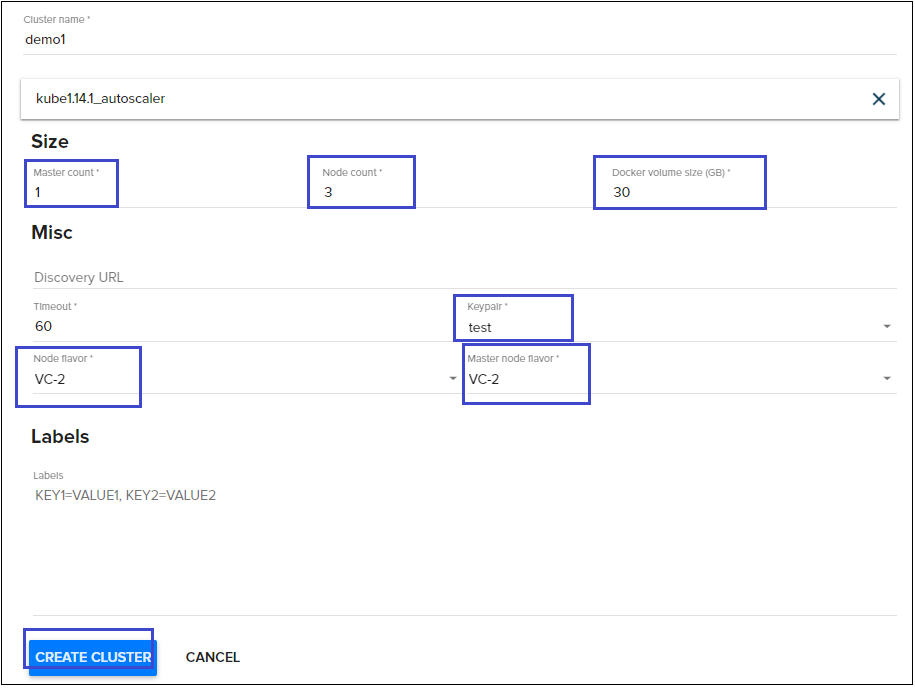 Cluster name *
demo1
kube1.14.1_autoscaler
Size
Master count * Node count * Docker volume size (GB) *
1 3 30
Misc
Discovery URL
Timeout * Keypair *
60 test
Node flavor * Master node flavor *
VC-2 VC-2
Labels
Labels
KEY1=VALUE1, KEY2=VALUE2
CREATE CLUSTER CANCEL